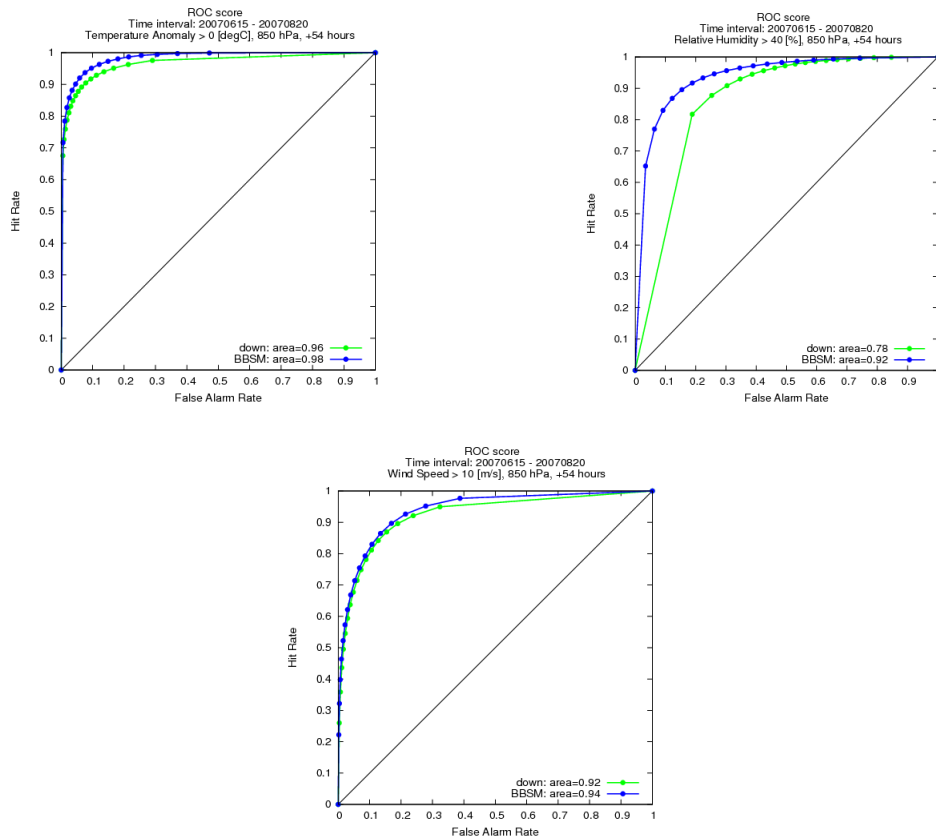 ROC score
Time interval: 20070615 - 20070820
Temperature Anomaly > 0 [degC], 850 hPa, +54 hours
1
0.9
0.8
0.7
0.6
0.5
0.4
0.3
0.2
0.1
0
Hit Rate
down: area=0.96
BBSM: area=0.98
0 0.1 0.2 0.3 0.4 0.5 0.6 0.7 0.8 0.9 1
False Alarm Rate
ROC score
Time interval: 20070615 - 20070820
Relative Humidity > 40 [%], 850 hPa, +54 hours
1
0.9
0.8
0.7
0.6
0.5
0.4
0.3
0.2
0.1
0
Hit Rate
down: area=0.78
BBSM: area=0.92
0 0.1 0.2 0.3 0.4 0.5 0.6 0.7 0.8 0.9
False Alarm Rate
ROC score
Time interval: 20070615 - 20070820
Wind Speed > 10 [m/s], 850 hPa, +54 hours
1
0.9
0.8
0.7
0.6
0.5
0.4
0.3
0.2
0.1
0
Hit Rate
down: area=0.92
BBSM: area=0.94
0 0.1 0.2 0.3 0.4 0.5 0.6 0.7 0.8 0.9 1
False Alarm Rate